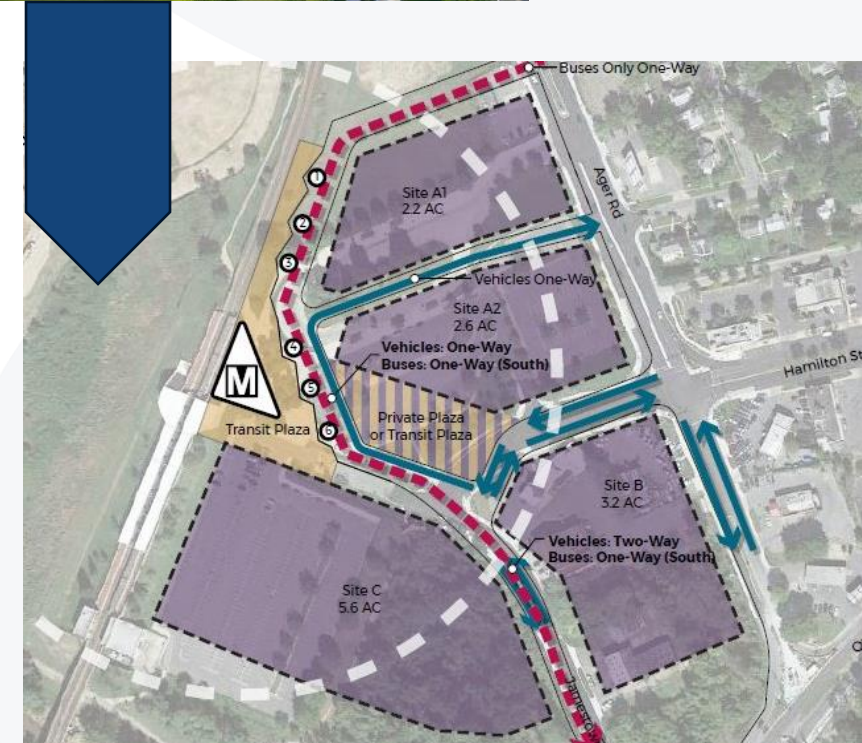 Buses Only One-Way
Ager Rd
Site A1
2.2 AC
1
2
3
Vehicles One-Way
Site A2
2.6 AC
4
Vehicles: One-Way
Buses: One-Way (South)
Hamilton St
5
M
Private Plaza
or Transit Plaza
Transit Plaza
6
Site B
3.2 AC
Vehicles: Two-Way
Buses: One-Way (South)
Site C
5.6 AC